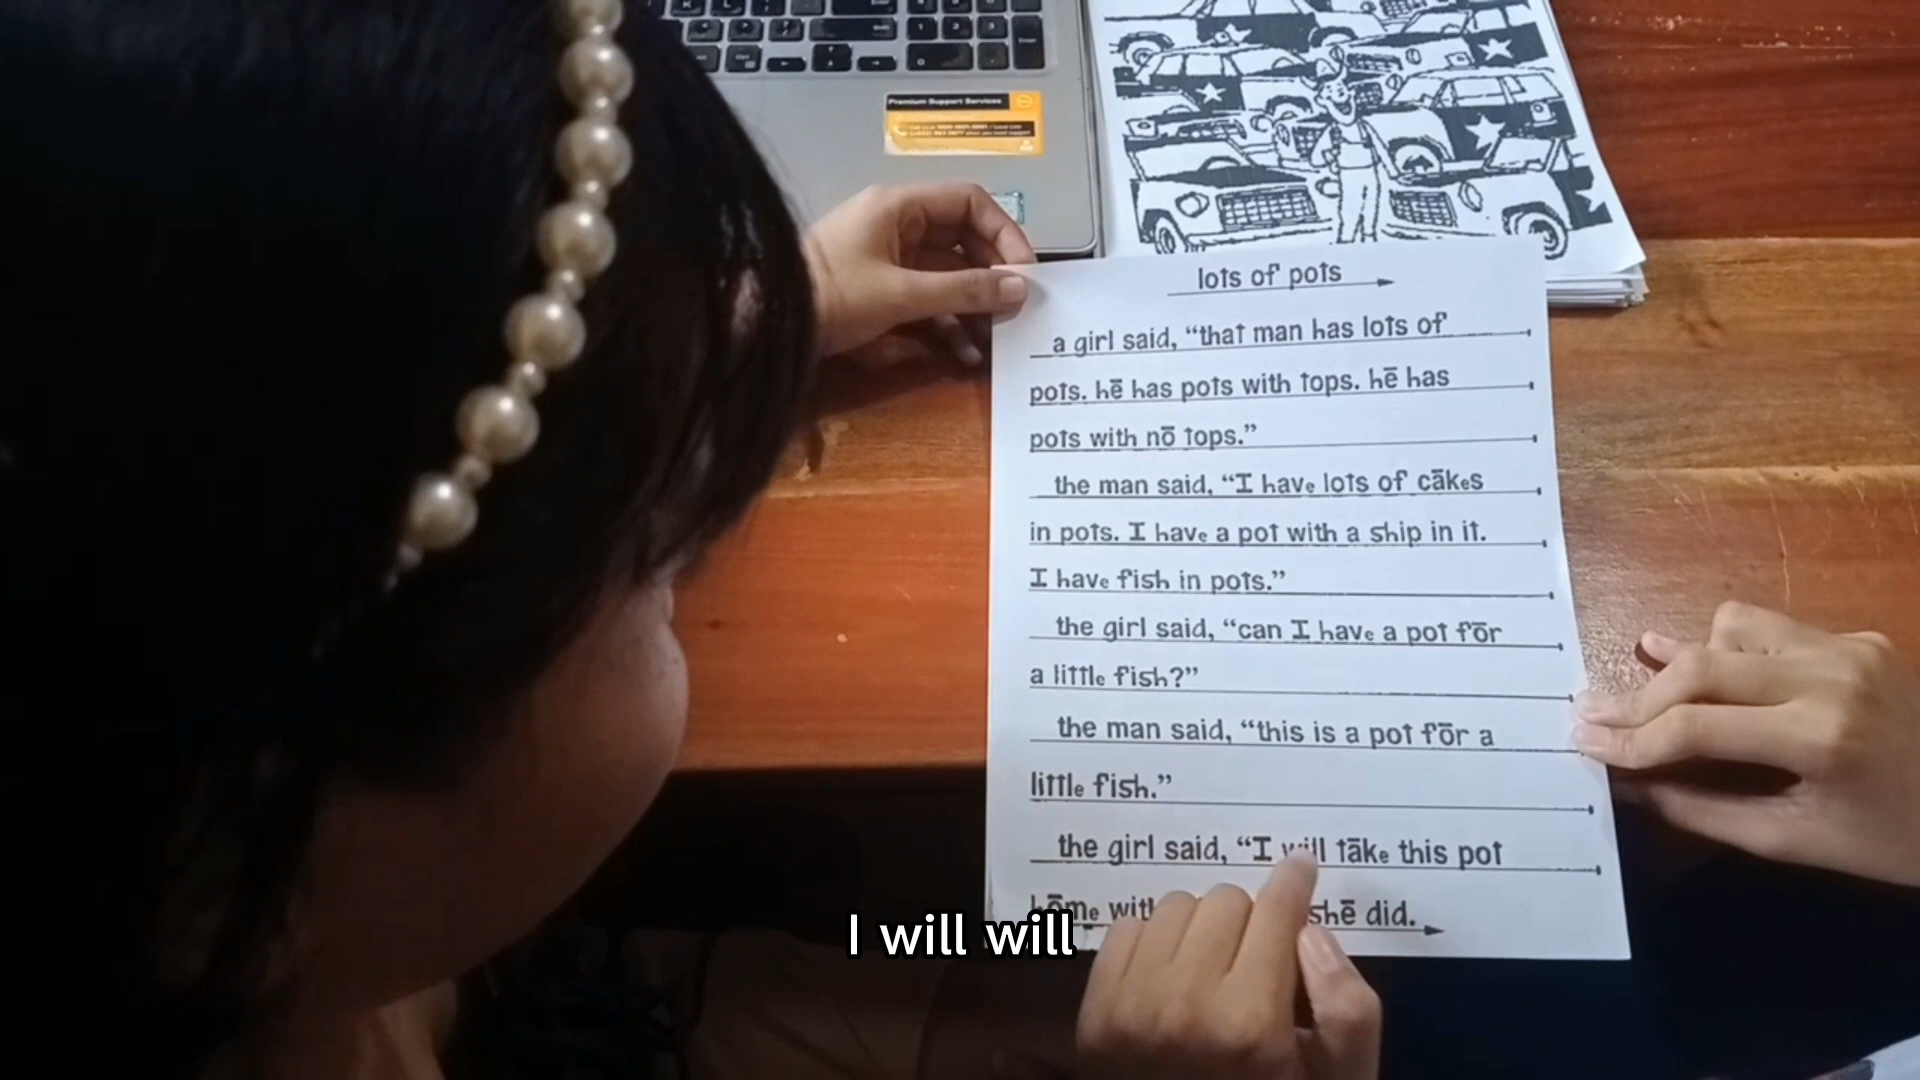 Premium Support Services
lots of pots
a girl said, “that man has lots of
pots. hē has pots with tops. hē has
pots with nō tops.”
the man said, “I have lots of cākes
in pots. I have a pot with a ship in it.
I have fish in pots.”
the girl said, “can I have a pot fōr
a little fish?”
the man said, “this is a pot fōr a
little fish.”
the girl said, “I will tāke this pot
shē did.
I will will